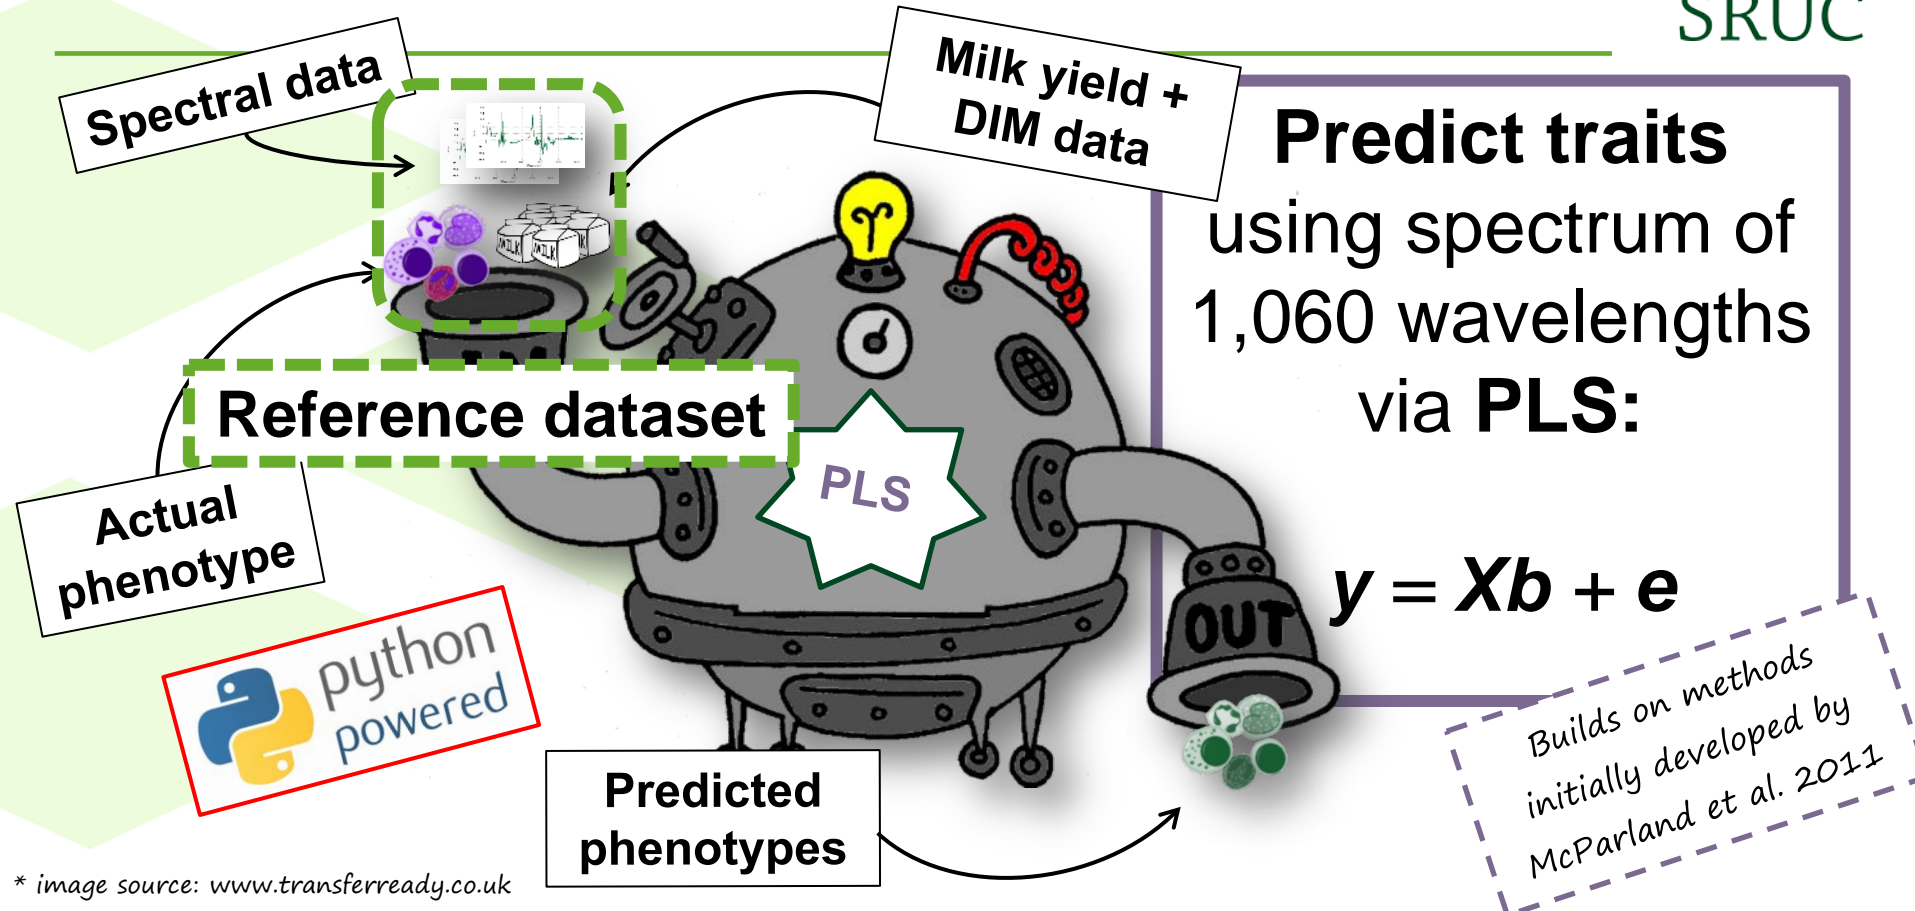 SRUC
Spectral data
Milk yield +
DIM data
Predict traits
using spectrum of
1,060 wavelengths
via PLS:
y = Xb + e
MILK
MILK
Reference dataset
PLS
Actual
phenotype
OUT
python
powered
Predicted
phenotypes
Builds on methods
initially developed by
McParland et al. 2011
* image source: www.transferready.co.uk